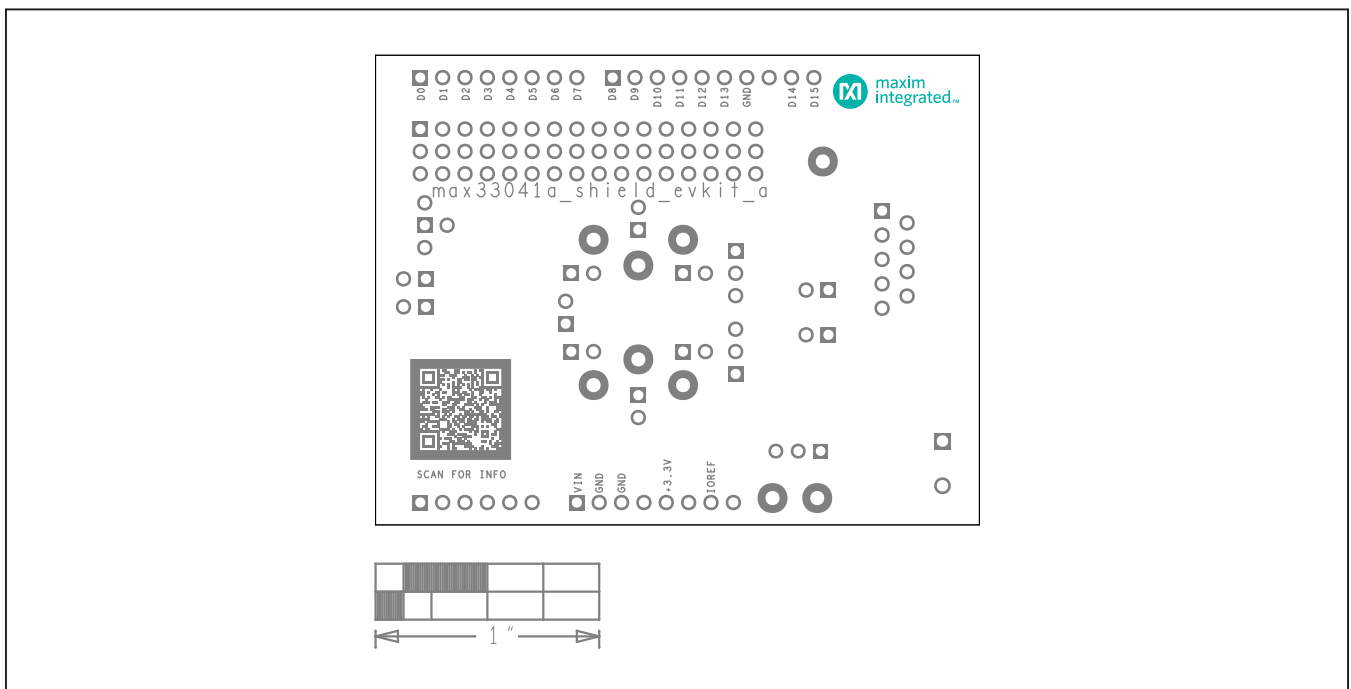 D0 D1 D2 D3 D4 D5 D6 D7 D8 D9 D10 D11 D12 D13 GND D14 D15
maxim
integrated™
max33041a_shield_evkit_a
SCAN FOR INFO
VIN GND GND +3.3V IOREF
1"